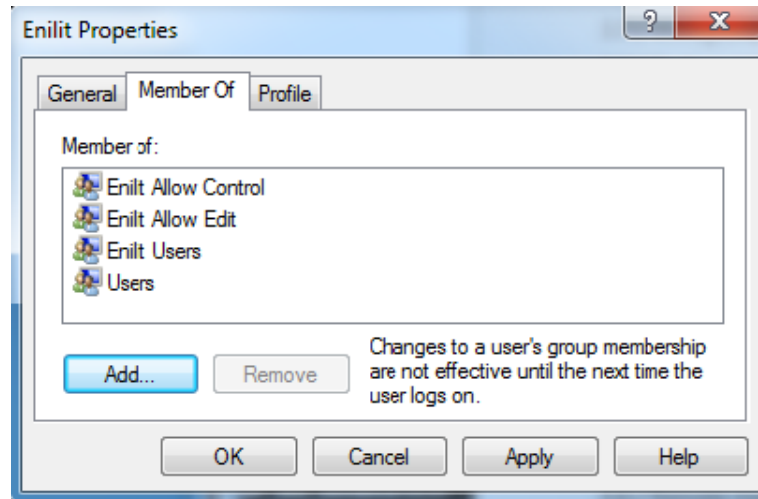 Enilit Properties
?
X
General Member Of Profile
Member of:
Enilt Allow Control
Enilt Allow Edit
Enilt Users
Users
Add... Remove
Changes to a user's group membership
are not effective until the next time the
user logs on.
OK Cancel Apply Help